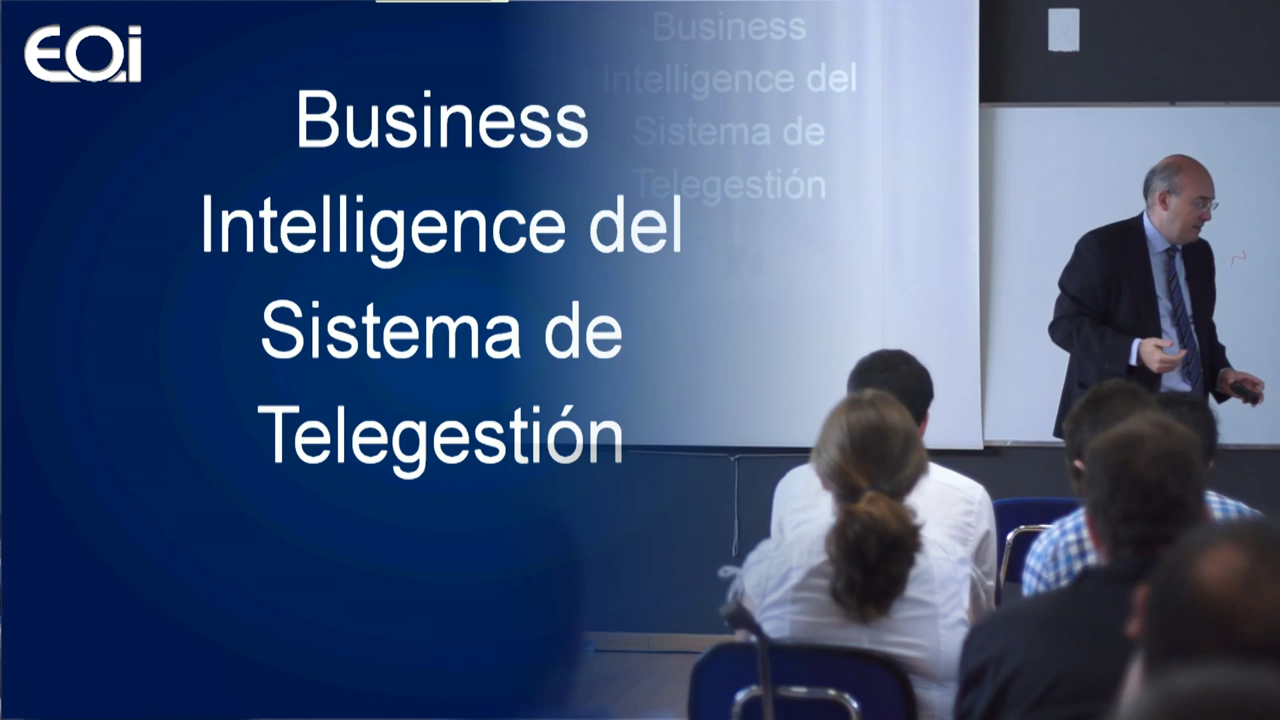 EOi
Business
Intelligence del
Sistema de
Telegestión
Business
Intelligence del
Sistema de
Telegestión